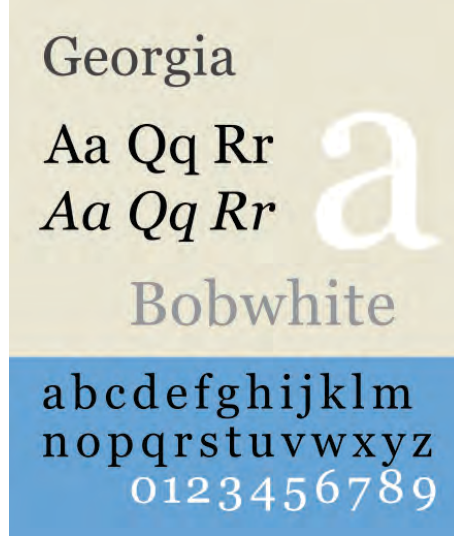 Georgia
Aa Qq Rr
a
Aa Qq Rr
Bobwhite
abcdefghijklm
nopqrstuvwxyz
0123456789